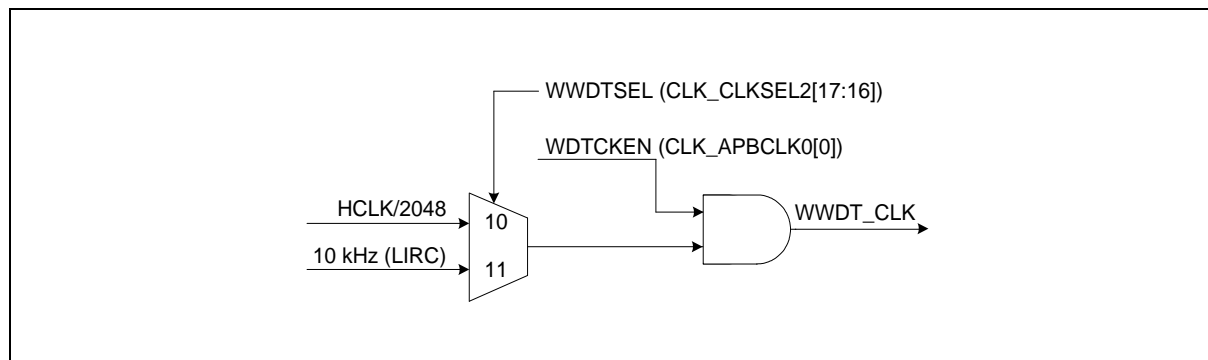 WWDTSEL (CLK_CLKSEL2[17:16])
WDTCKEN (CLK_APBCLK0[0])
HCLK/2048
10
WWDT_CLK
10 kHz (LIRC)
11